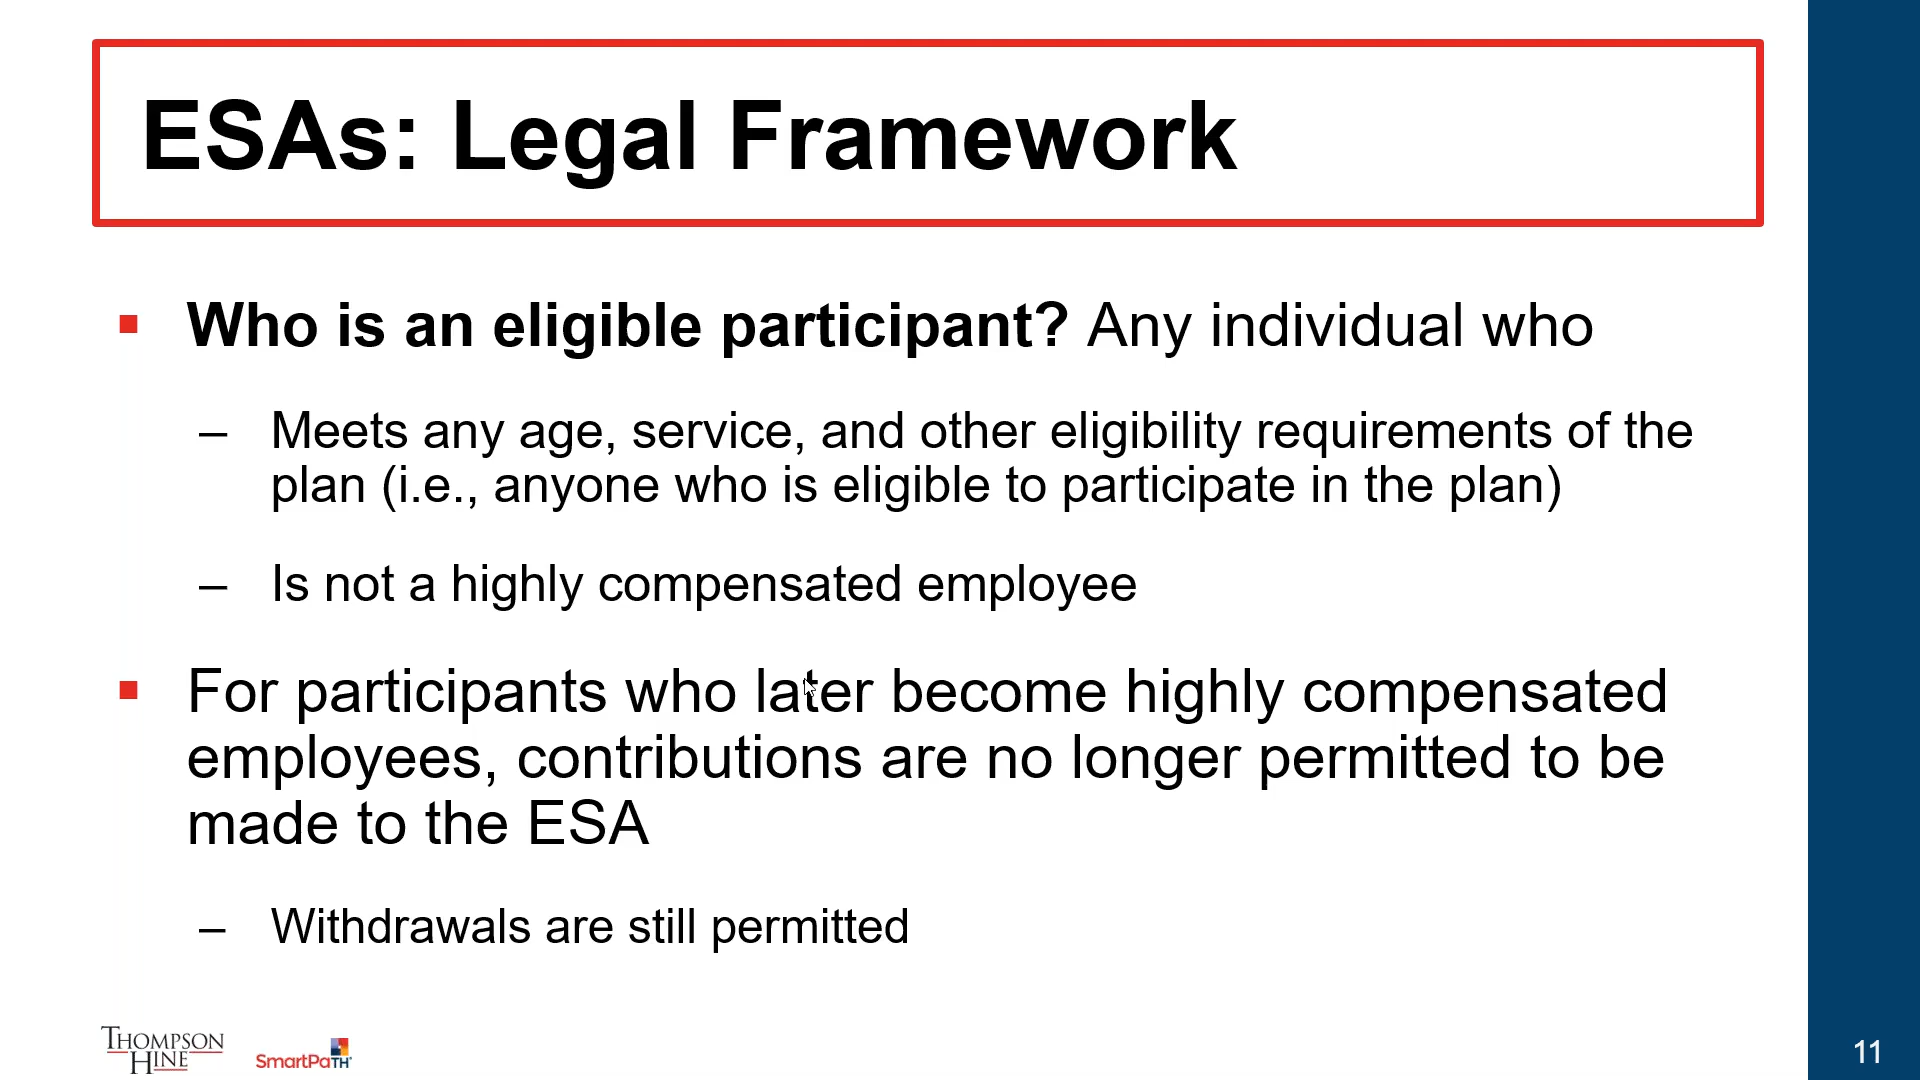 ESAs: Legal Framework
Who is an eligible participant? Any individual who
– Meets any age, service, and other eligibility requirements of the
plan (i.e., anyone who is eligible to participate in the plan)
– Is not a highly compensated employee
For participants who later become highly compensated
employees, contributions are no longer permitted to be
made to the ESA
– Withdrawals are still permitted
THOMPSON
HINE
SmartPaTH
11